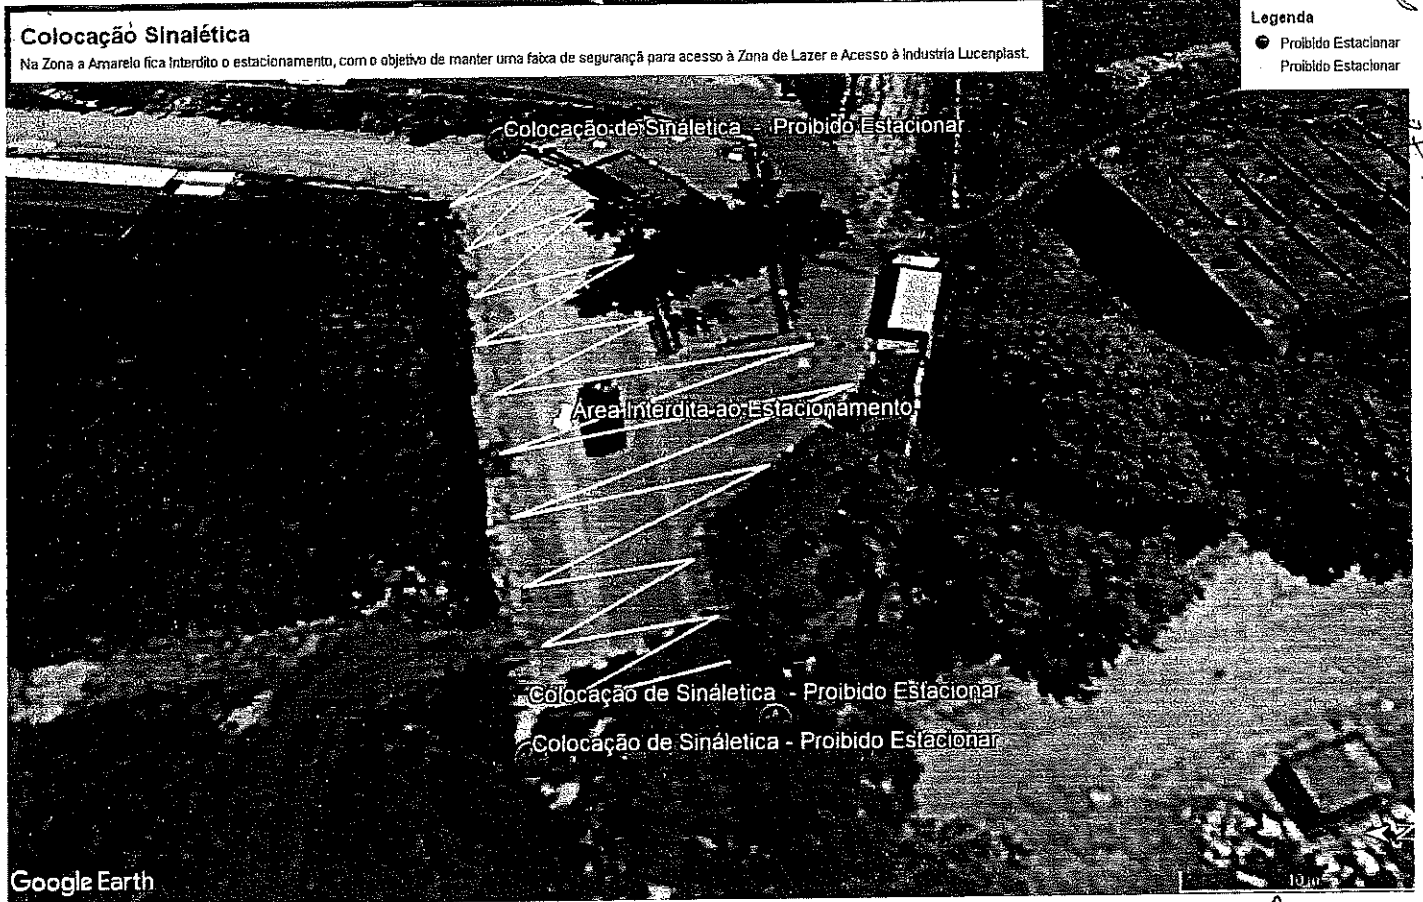 Colocação Sinalética
Na Zona a Amarelo fica Interdito o estacionamento, com o objetivo de manter uma faixa de segurança para acesso à Zona de Lazer e Acesso à Industria Lucenplast.
Legenda
Proibido Estacionar
Proibido Estacionar
Colocação de Sináletica - Proibido Estacionar
Área Interdita ao Estacionamento
Colocação de Sináletica - Proibido Estacionar
Colocação de Sináletica - Proibido Estacionar
Google Earth
10 m